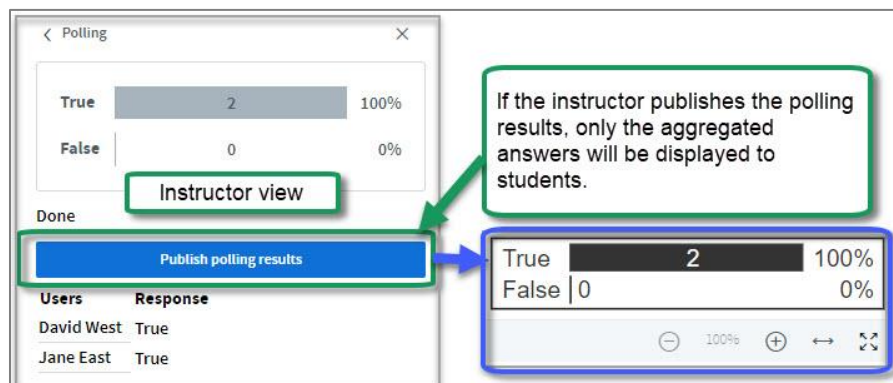 Polling
True 2 100%
False 0 0%
Instructor view
Done
Publish polling results
Users Response
David West True
Jane East True
If the instructor publishes the polling
results, only the aggregated
answers will be displayed to
students.
True 2 100%
False 0 0%
100%